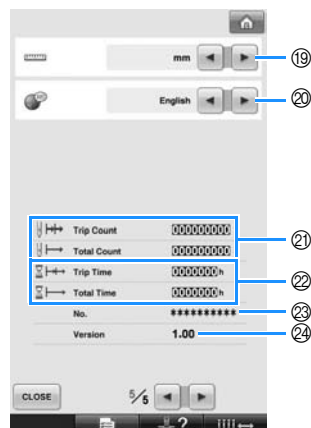 mm ⑲
English ⑳
Trip Count 000000000
Total Count 000000000 ㉑
Trip Time 0000000h
Total Time 0000000h ㉒
No. ********** ㉓
Version 1.00 ㉔
CLOSE 5/5
?